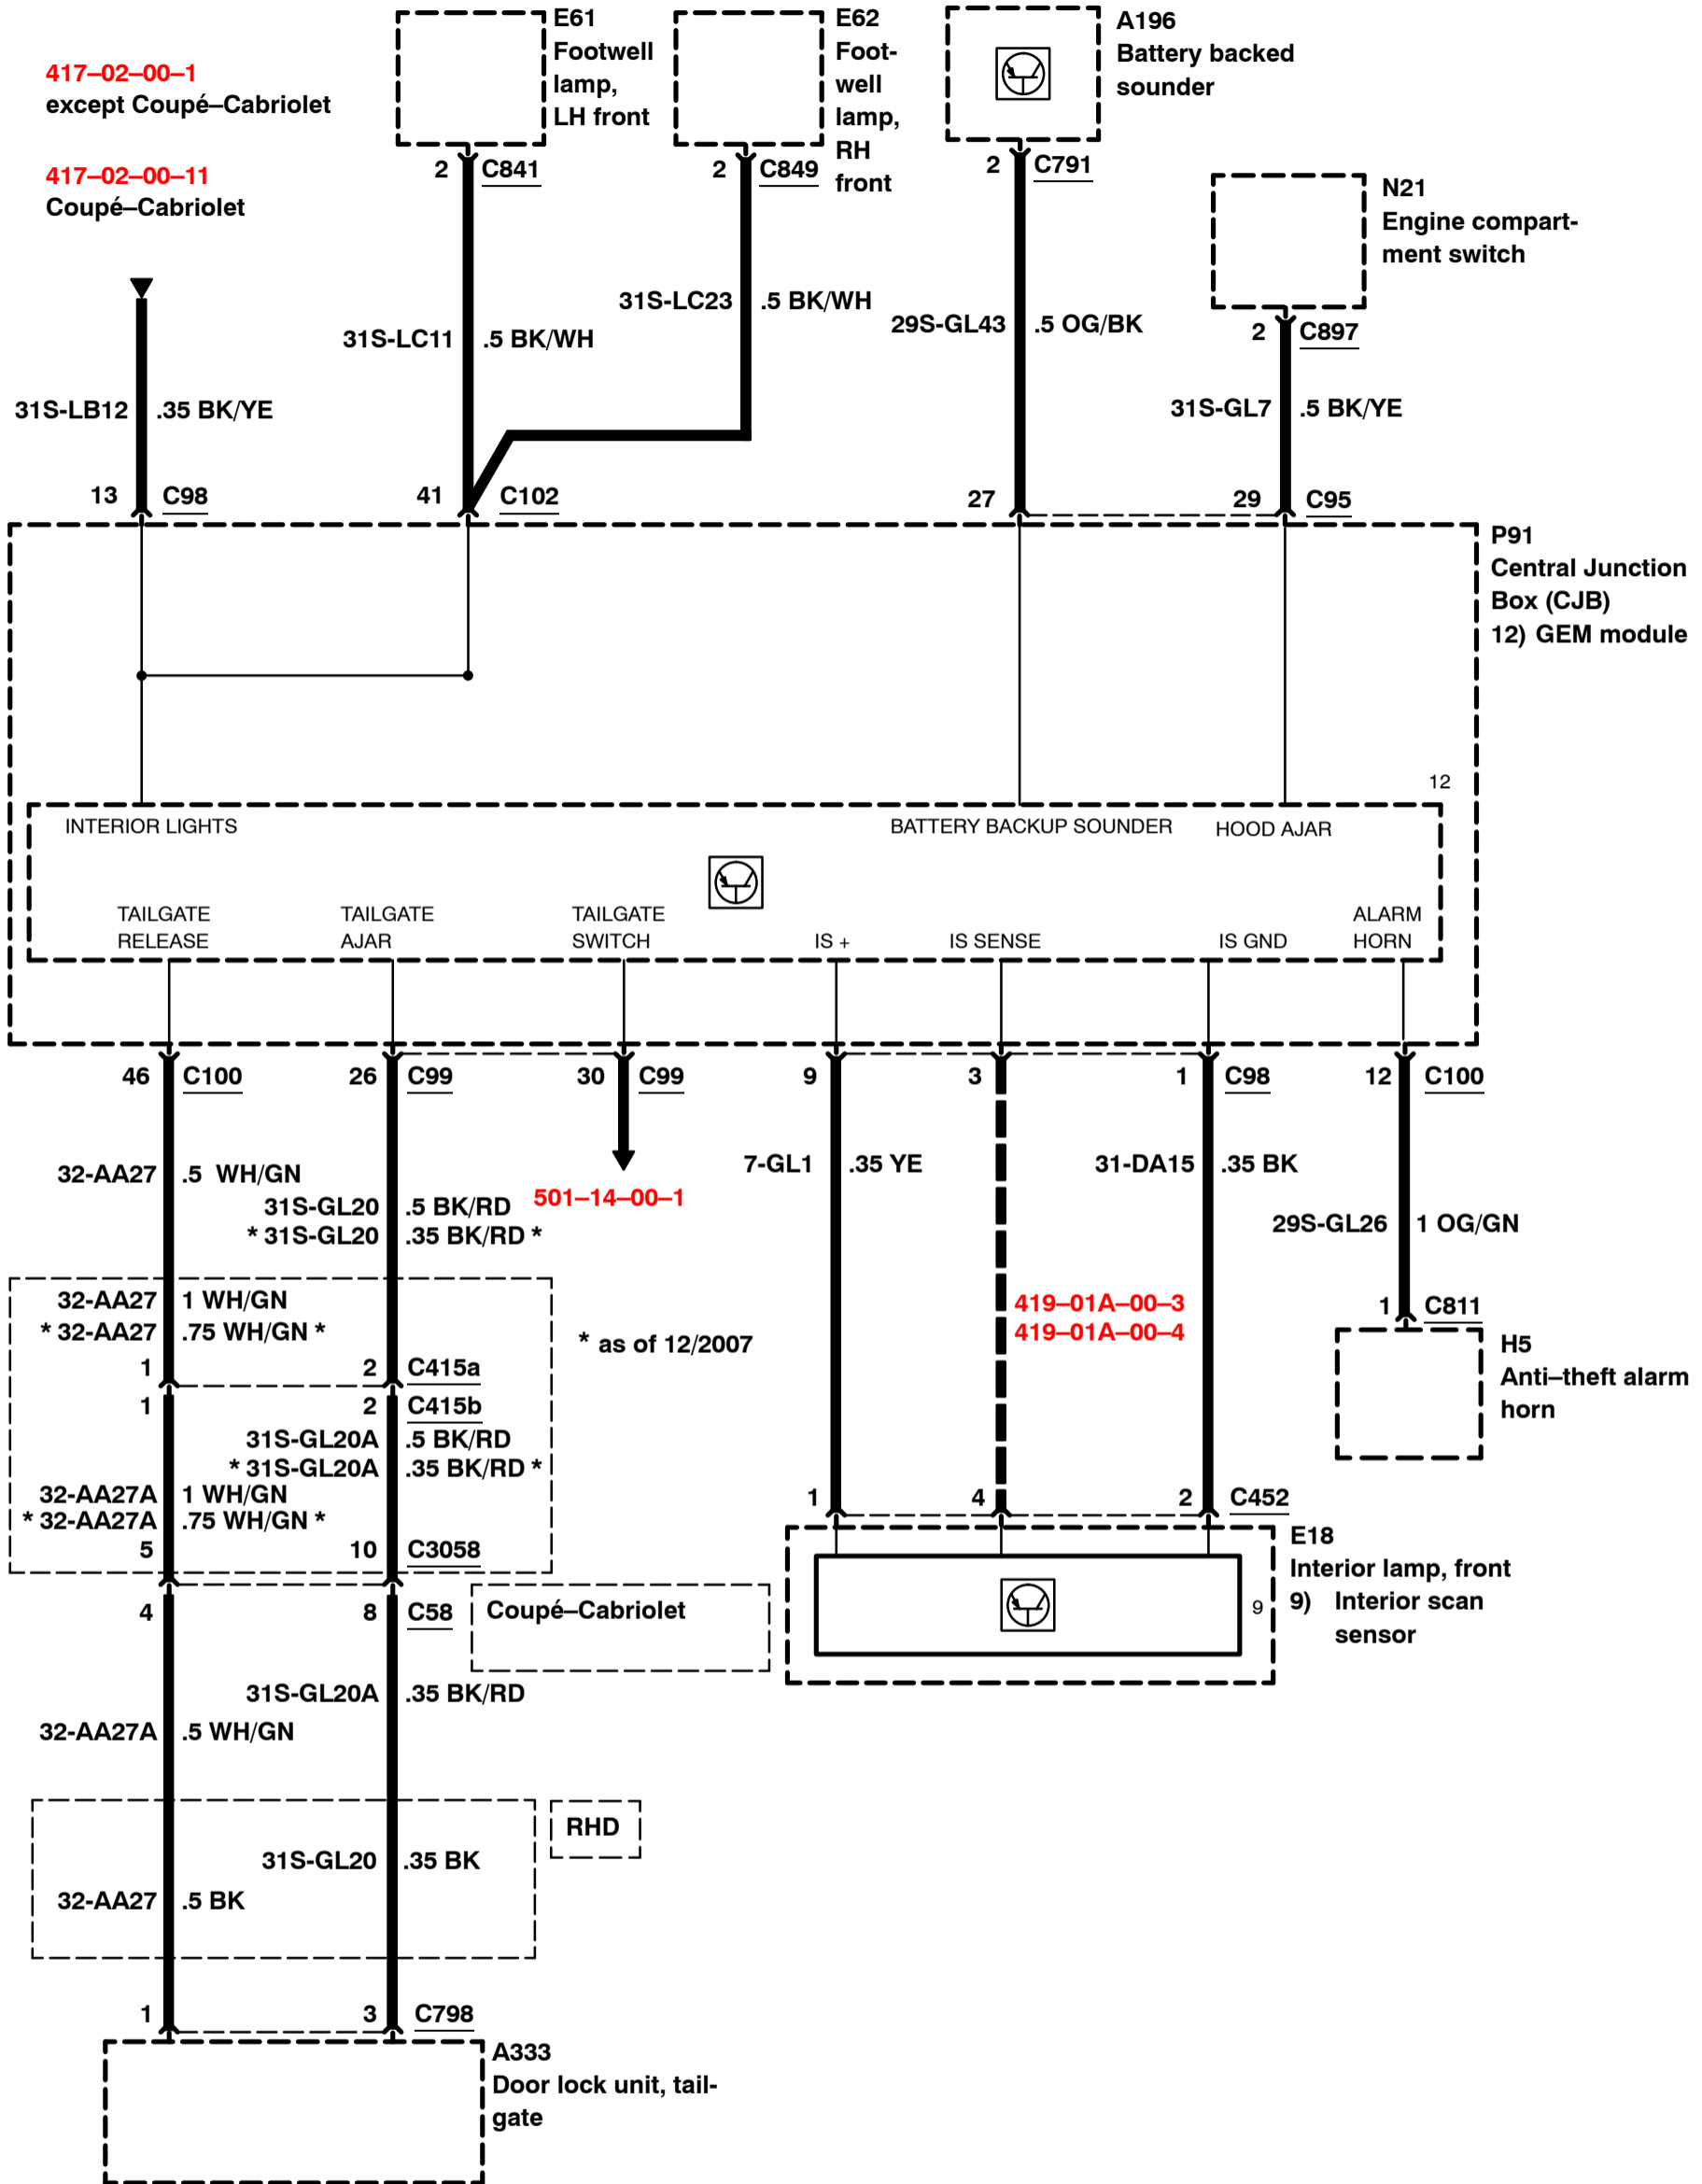 417–02–00–1
except Coupé–Cabriolet
417–02–00–11
Coupé–Cabriolet
E61
Footwell
lamp,
LH front
E62
Foot-
well
lamp,
RH
front
A196
Battery backed
sounder
N21
Engine compart-
ment switch
2 C841
2 C849
2 C791
2 C897
31S-LB12 .35 BK/YE
31S-LC11 .5 BK/WH
31S-LC23 .5 BK/WH
29S-GL43 .5 OG/BK
31S-GL7 .5 BK/YE
13 C98
41 C102
27
29 C95
P91
Central Junction
Box (CJB)
12) GEM module
12
INTERIOR LIGHTS
BATTERY BACKUP SOUNDER
HOOD AJAR
TAILGATE
RELEASE
TAILGATE
AJAR
TAILGATE
SWITCH
IS +
IS SENSE
IS GND
ALARM
HORN
46 C100
26 C99
30 C99
9
3
1 C98
12 C100
32-AA27 .5 WH/GN
31S-GL20 .5 BK/RD
* 31S-GL20 .35 BK/RD *
501–14–00–1
7-GL1 .35 YE
31-DA15 .35 BK
29S-GL26 1 OG/GN
32-AA27 1 WH/GN
* 32-AA27 .75 WH/GN *
* as of 12/2007
419–01A–00–3
419–01A–00–4
1 C811
H5
Anti–theft alarm
horn
1
2 C415a
1
2 C415b
31S-GL20A .5 BK/RD
* 31S-GL20A .35 BK/RD *
32-AA27A 1 WH/GN
* 32-AA27A .75 WH/GN *
5
10 C3058
1
4
2 C452
E18
Interior lamp, front
9) Interior scan
sensor
9
4
8 C58
Coupé–Cabriolet
31S-GL20A .35 BK/RD
32-AA27A .5 WH/GN
RHD
31S-GL20 .35 BK
32-AA27 .5 BK
1
3 C798
A333
Door lock unit, tail-
gate